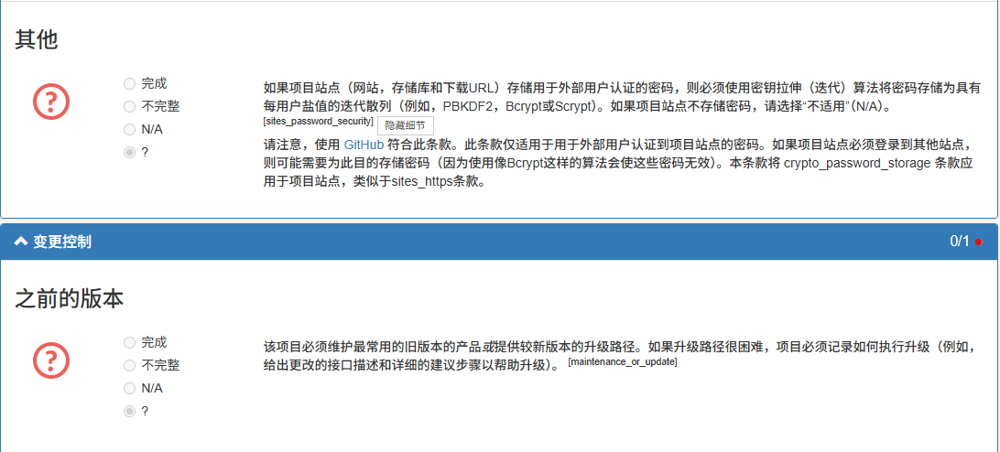 其他
完成
不完整
N/A
?
如果项目站点（网站，存储库和下载URL）存储用于外部用户认证的密码，则必须使用密钥拉伸（迭代）算法将密码存储为具有
每用户盐值的迭代散列（例如，PBKDF2，Bcrypt或Scrypt）。如果项目站点不存储密码，请选择“不适用”(N/A)。
[sites_password_security] 隐藏细节
请注意，使用 GitHub 符合此条款。此条款仅适用于用于外部用户认证到项目站点的密码。如果项目站点必须登录到其他站点，
则可能需要为此目的存储密码（因为使用像Bcrypt这样的算法会使这些密码无效）。本条款将 crypto_password_storage 条款应
用于项目站点，类似于sites_https条款。
变更控制 0/1
之前的版本
完成
不完整
N/A
?
该项目必须维护最常用的旧版本的产品或提供较新版本的升级路径。如果升级路径很困难，项目必须记录如何执行升级（例如，
给出更改的接口描述和详细的建议步骤以帮助升级）。 [maintenance_or_update]